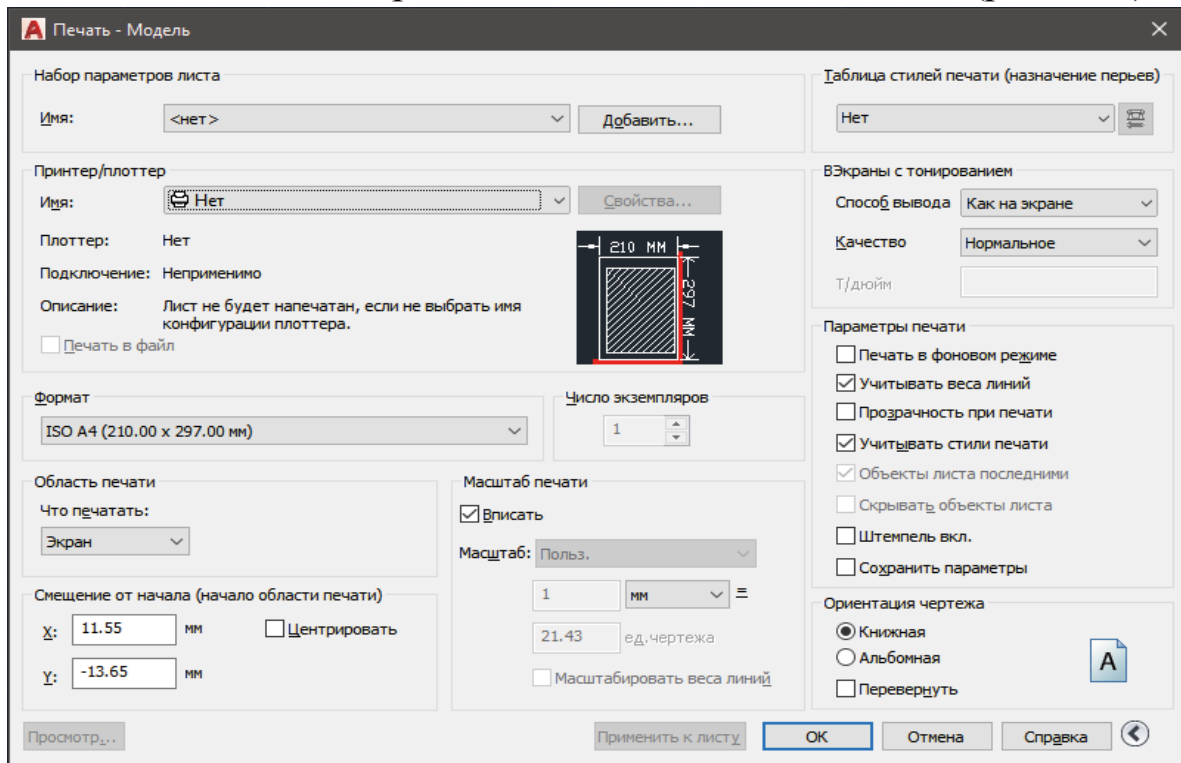 Печать - Модель
Набор параметров листа
Имя:
<нет>
Добавить...
Принтер/плоттер
Имя:
Нет
Свойства...
Плоттер:
Нет
Подключение:
Неприменимо
Описание:
Лист не будет напечатан, если не выбрать имя
конфигурации плоттера.
Печать в файл
210 MM
297 MM
Формат
ISO A4 (210.00 x 297.00 мм)
Число экземпляров
1
Область печати
Что печатать:
Экран
Масштаб печати
Вписать
Масштаб:
Польз.
1
мм
=
21.43
ед.чертежа
Масштабировать веса линий
Смещение от начала (начало области печати)
X:
11.55
мм
Центрировать
Y:
-13.65
мм
Таблица стилей печати (назначение перьев)
Нет
ВЭкраны с тонированием
Способ вывода
Как на экране
Качество
Нормальное
Т/дюйм
Параметры печати
Печать в фоновом режиме
Учитывать веса линий
Прозрачность при печати
Учитывать стили печати
Объекты листа последними
Скрывать объекты листа
Штемпель вкл.
Сохранить параметры
Ориентация чертежа
Книжная
Альбомная
Перевернуть
A
Просмотр...
Применить к листу
ОК
Отмена
Справка